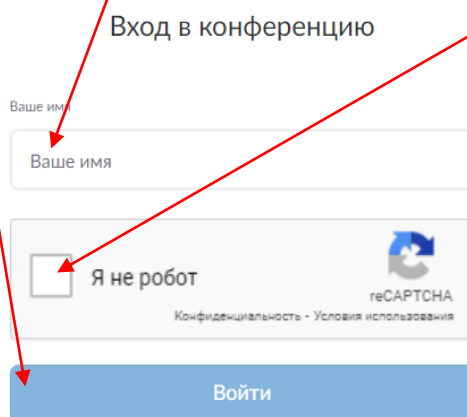 Вход в конференцию
Ваше имя
Ваше имя
Я не робот
reCAPTCHA
Конфиденциальность - Условия использования
Войти